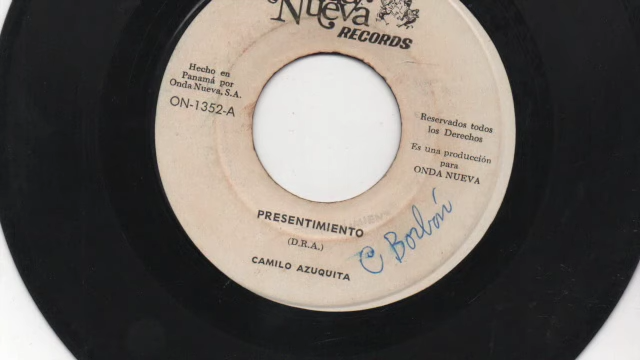 Nueva
RECORDS
Hecho en
Panamá por
Onda Nueva, S.A.
ON-1352-A
Reservados todos
los Derechos
Es una producción
para
ONDA NUEVA
PRESENTIMIENTO
(D.R.A.)
CAMILO AZUQUITA
C Borbón